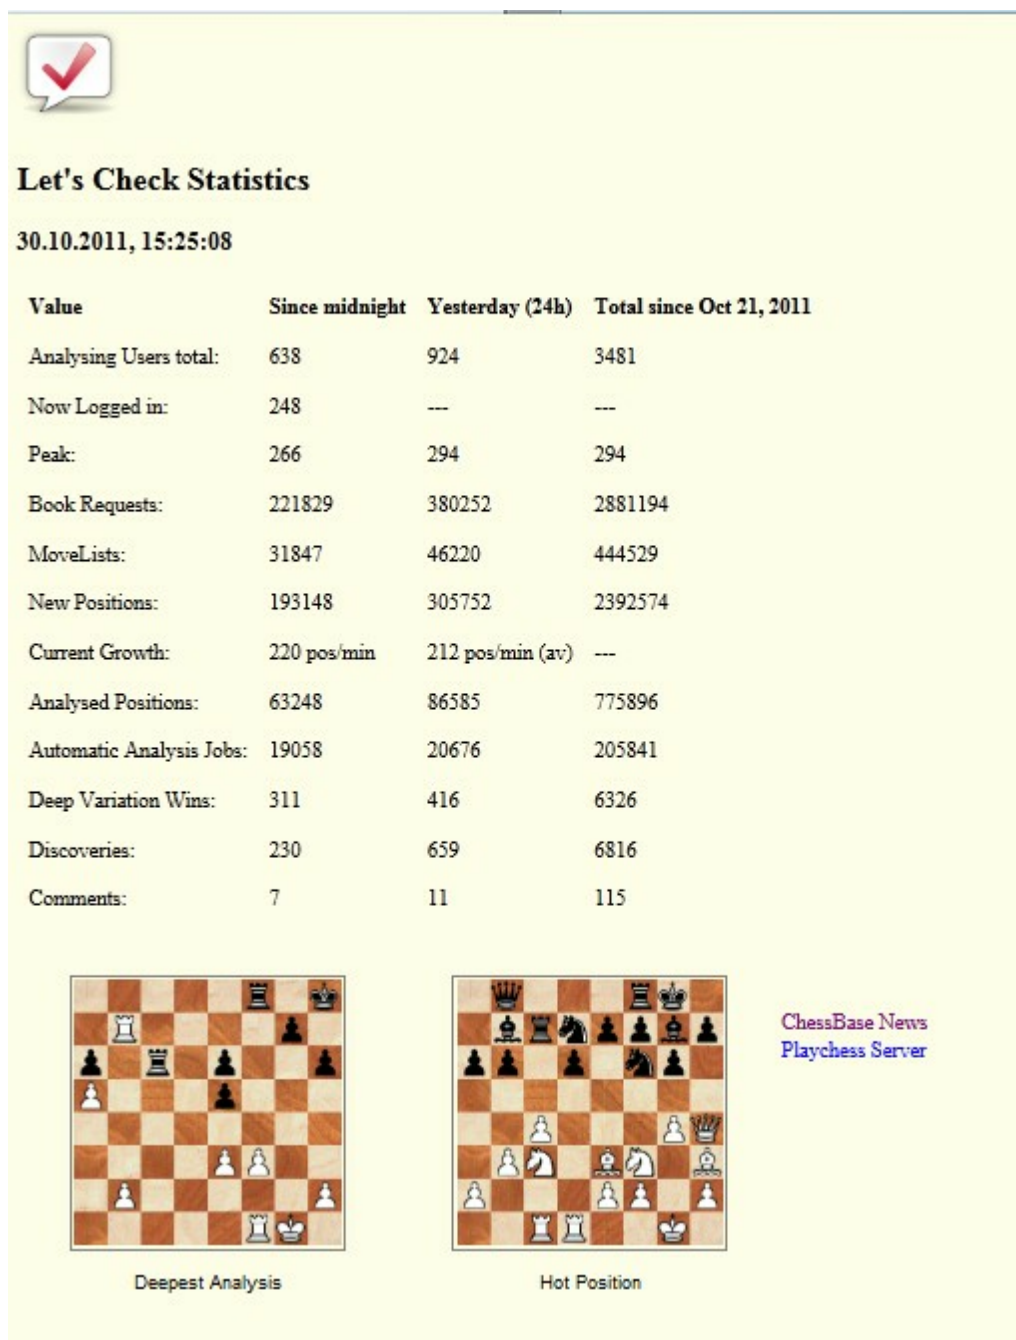 Let's Check Statistics
30.10.2011, 15:25:08
Value Since midnight Yesterday (24h) Total since Oct 21, 2011
Analysing Users total: 638 924 3481
Now Logged in: 248 --- ---
Peak: 266 294 294
Book Requests: 221829 380252 2881194
MoveLists: 31847 46220 444529
New Positions: 193148 305752 2392574
Current Growth: 220 pos/min 212 pos/min (av) ---
Analysed Positions: 63248 86585 775896
Automatic Analysis Jobs: 19058 20676 205841
Deep Variation Wins: 311 416 6326
Discoveries: 230 659 6816
Comments: 7 11 115
ChessBase News
Playchess Server
Deepest Analysis Hot Position